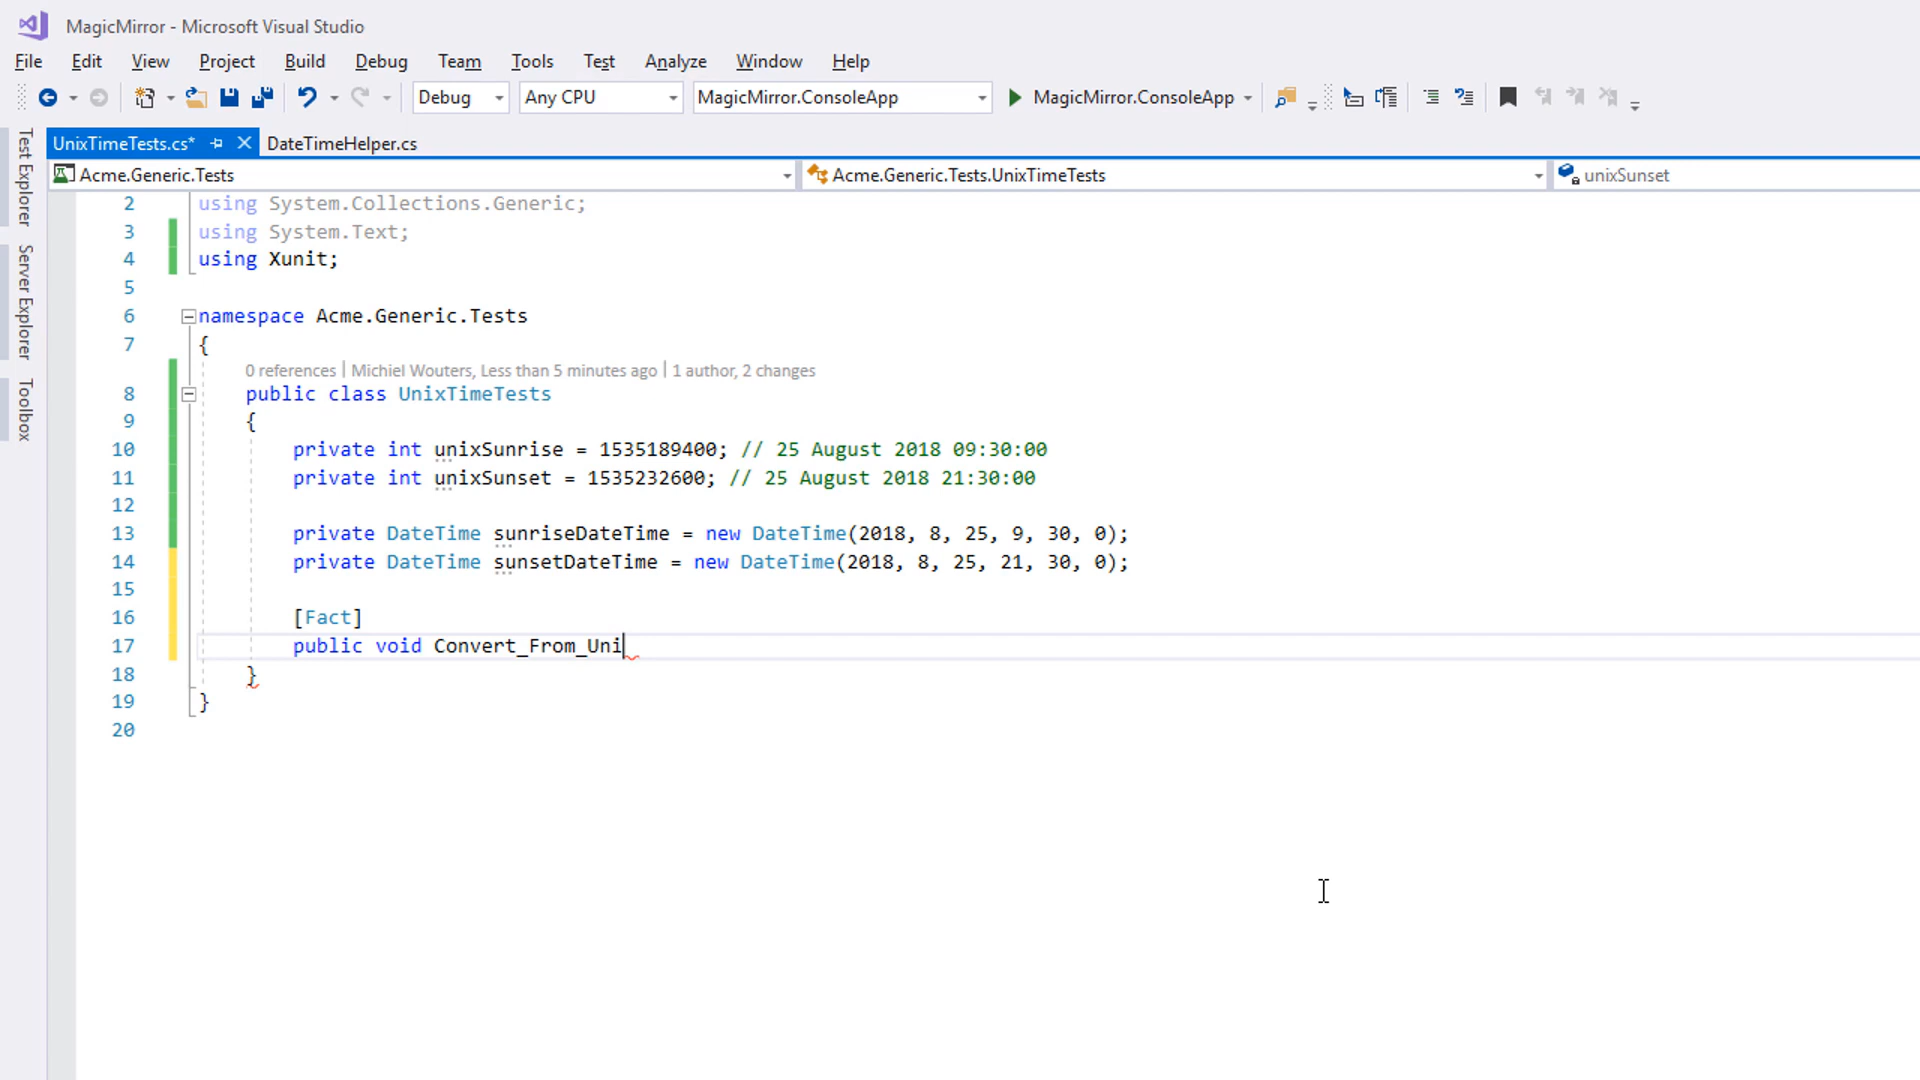 MagicMirror - Microsoft Visual Studio
File Edit View Project Build Debug Team Tools Test Analyze Window Help
Debug Any CPU MagicMirror.ConsoleApp MagicMirror.ConsoleApp
UnixTimeTests.cs* DateTimeHelper.cs
Acme.Generic.Tests Acme.Generic.Tests.UnixTimeTests unixSunset
Test Explorer
Server Explorer
Toolbox
2 using System.Collections.Generic;
3 using System.Text;
4 using Xunit;
5
6 namespace Acme.Generic.Tests
7 {
0 references | Michiel Wouters, Less than 5 minutes ago | 1 author, 2 changes
8 public class UnixTimeTests
9 {
10 private int unixSunrise = 1535189400; // 25 August 2018 09:30:00
11 private int unixSunset = 1535232600; // 25 August 2018 21:30:00
12
13 private DateTime sunriseDateTime = new DateTime(2018, 8, 25, 9, 30, 0);
14 private DateTime sunsetDateTime = new DateTime(2018, 8, 25, 21, 30, 0);
15
16 [Fact]
17 public void Convert_From_Uni
18 }
19 }
20